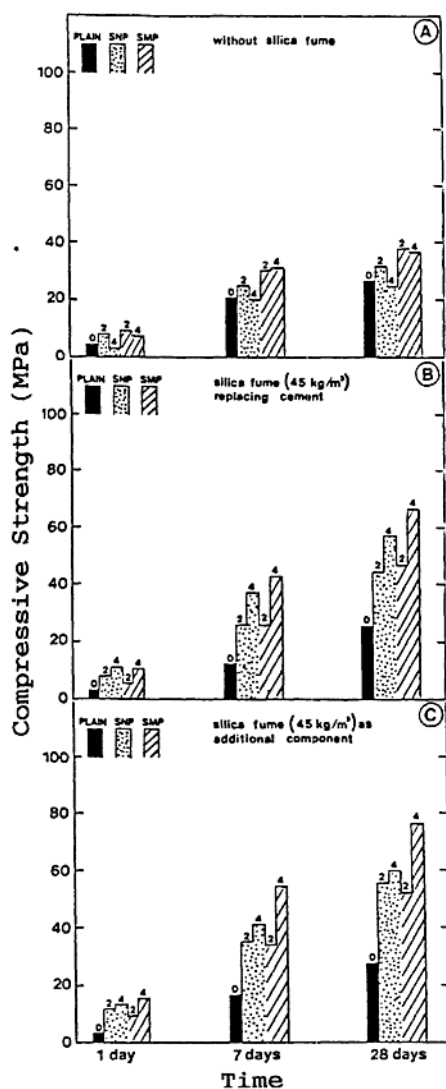 Compressive Strength (MPa)
A
PLAIN SNP SMP
without silica fume
100
80
60
40
20
0
0 2 4 2 4
0 2 4 2 4
0 2 4 2 4
B
PLAIN SNP SMP
silica fume (45 kg/m³)
replacing cement
100
80
60
40
20
0
0 2 4 2 4
0 2 4 2 4
0 2 4 2 4
C
PLAIN SNP SMP
silica fume (45 kg/m³) as
additional component
100
80
60
40
20
0
0 2 4 2 4
0 2 4 2 4
0 2 4 2 4
1 day 7 days 28 days
Time